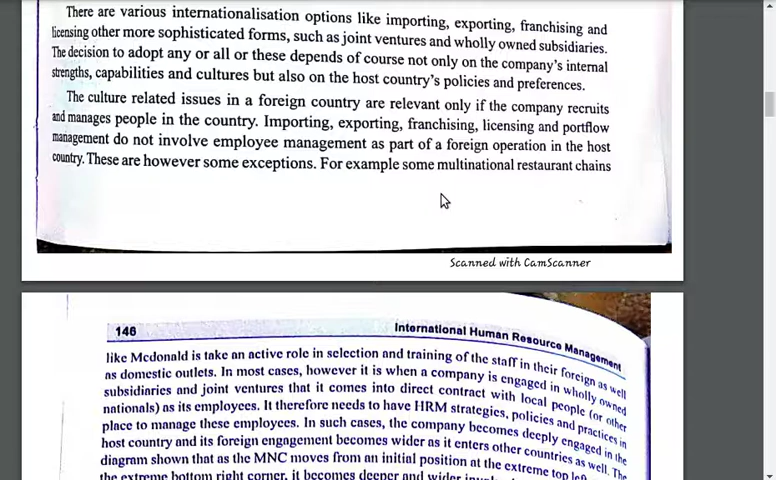 There are various internationalisation options like importing, exporting, franchising and
licensing other more sophisticated forms, such as joint ventures and wholly owned subsidiaries.
The decision to adopt any or all or these depends of course not only on the company's internal
strengths, capabilities and cultures but also on the host country's policies and preferences.
The culture related issues in a foreign country are relevant only if the company recruits
and manages people in the country. Importing, exporting, franchising, licensing and portflow
management do not involve employee management as part of a foreign operation in the host
country. These are however some exceptions. For example some multinational restaurant chains
Scanned with CamScanner
146
International Human Resource Management
like Mcdonald is take an active role in selection and training of the staff in their foreign as well
as domestic outlets. In most cases, however it is when a company is engaged in wholly owned
subsidiaries and joint ventures that it comes into direct contract with local people (or other
nationals) as its employees. It therefore needs to have HRM strategies, policies and practices in
place to manage these employees. In such cases, the company becomes deeply engaged in the
host country and its foreign engagement becomes wider as it enters other countries as well. The
diagram shown that as the MNC moves from an initial position at the extreme top left
the extreme bottom right corner, it becomes deeper and wider